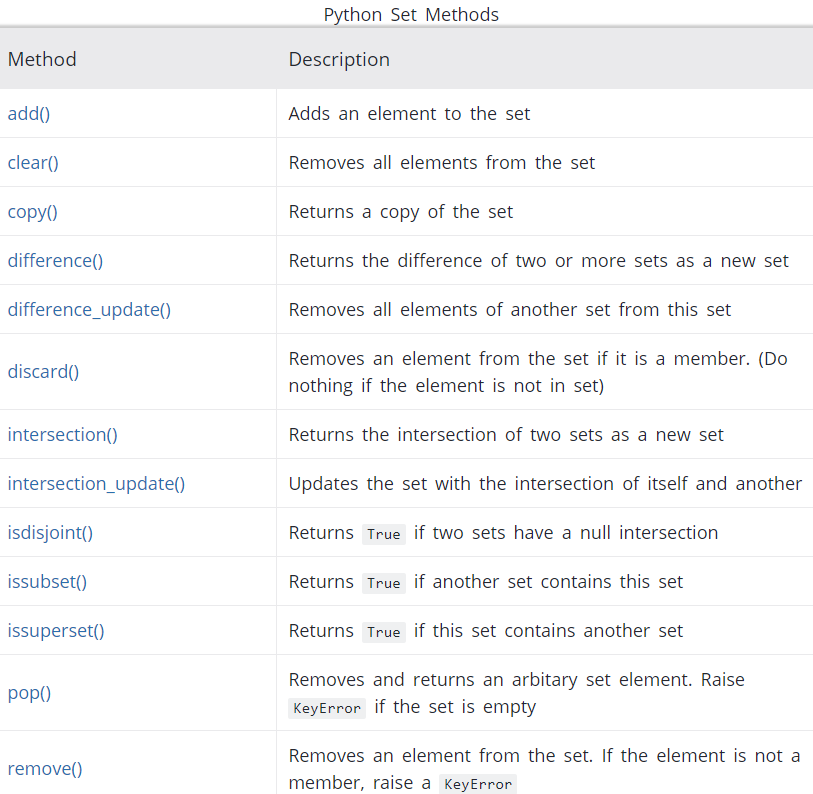 Python Set Methods
Method Description
add() Adds an element to the set
clear() Removes all elements from the set
copy() Returns a copy of the set
difference() Returns the difference of two or more sets as a new set
difference_update() Removes all elements of another set from this set
discard() Removes an element from the set if it is a member. (Do
nothing if the element is not in set)
intersection() Returns the intersection of two sets as a new set
intersection_update() Updates the set with the intersection of itself and another
isdisjoint() Returns True if two sets have a null intersection
issubset() Returns True if another set contains this set
issuperset() Returns True if this set contains another set
pop() Removes and returns an arbitary set element. Raise
KeyError if the set is empty
remove() Removes an element from the set. If the element is not a
member, raise a KeyError